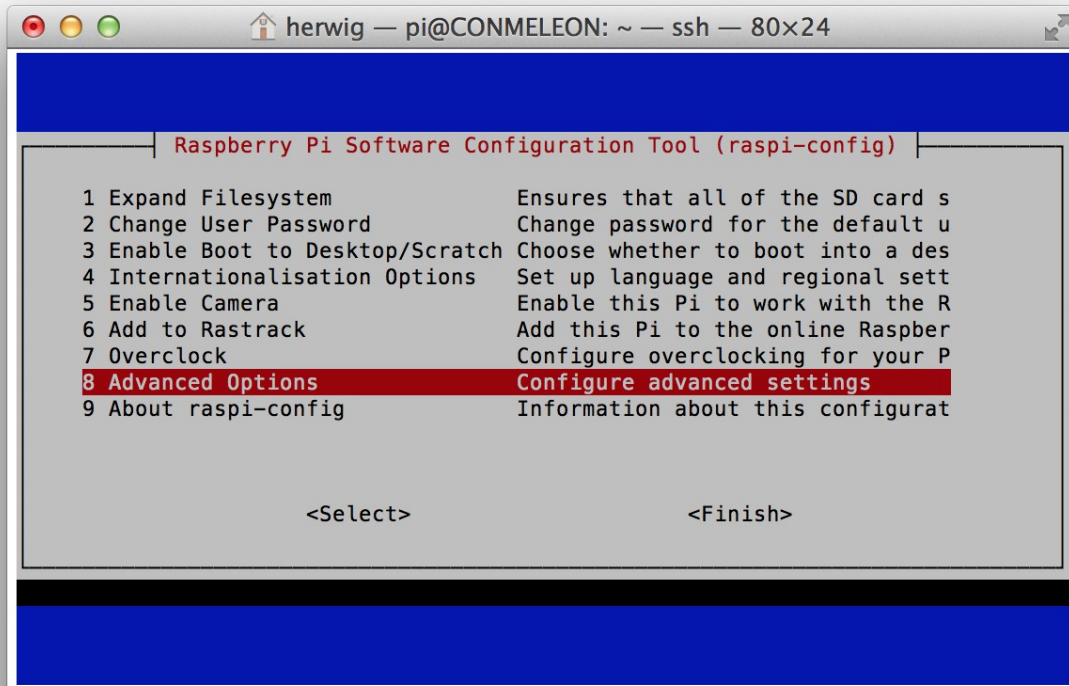 herwig — pi@CONMELEON: ~ — ssh — 80×24
Raspberry Pi Software Configuration Tool (raspi-config)
1 Expand Filesystem Ensures that all of the SD card s
2 Change User Password Change password for the default u
3 Enable Boot to Desktop/Scratch Choose whether to boot into a des
4 Internationalisation Options Set up language and regional sett
5 Enable Camera Enable this Pi to work with the R
6 Add to Rastrack Add this Pi to the online Raspber
7 Overclock Configure overclocking for your P
8 Advanced Options Configure advanced settings
9 About raspi-config Information about this configurat
<Select> <Finish>